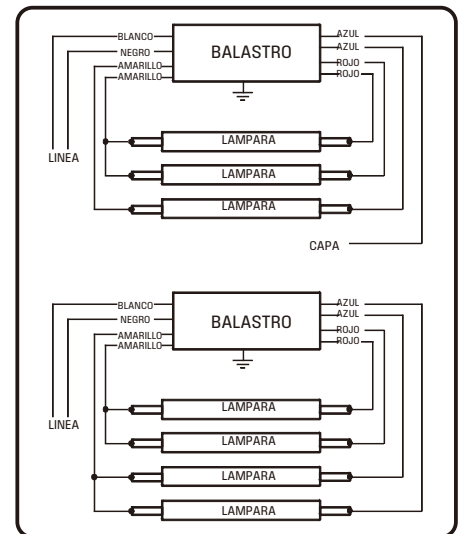 BLANCO
NEGRO
AMARILLO
AMARILLO
BALASTRO
AZUL
AZUL
ROJO
ROJO
LINEA
LAMPARA
LAMPARA
LAMPARA
CAPA
BLANCO
NEGRO
AMARILLO
AMARILLO
BALASTRO
AZUL
AZUL
ROJO
ROJO
LINEA
LAMPARA
LAMPARA
LAMPARA
LAMPARA